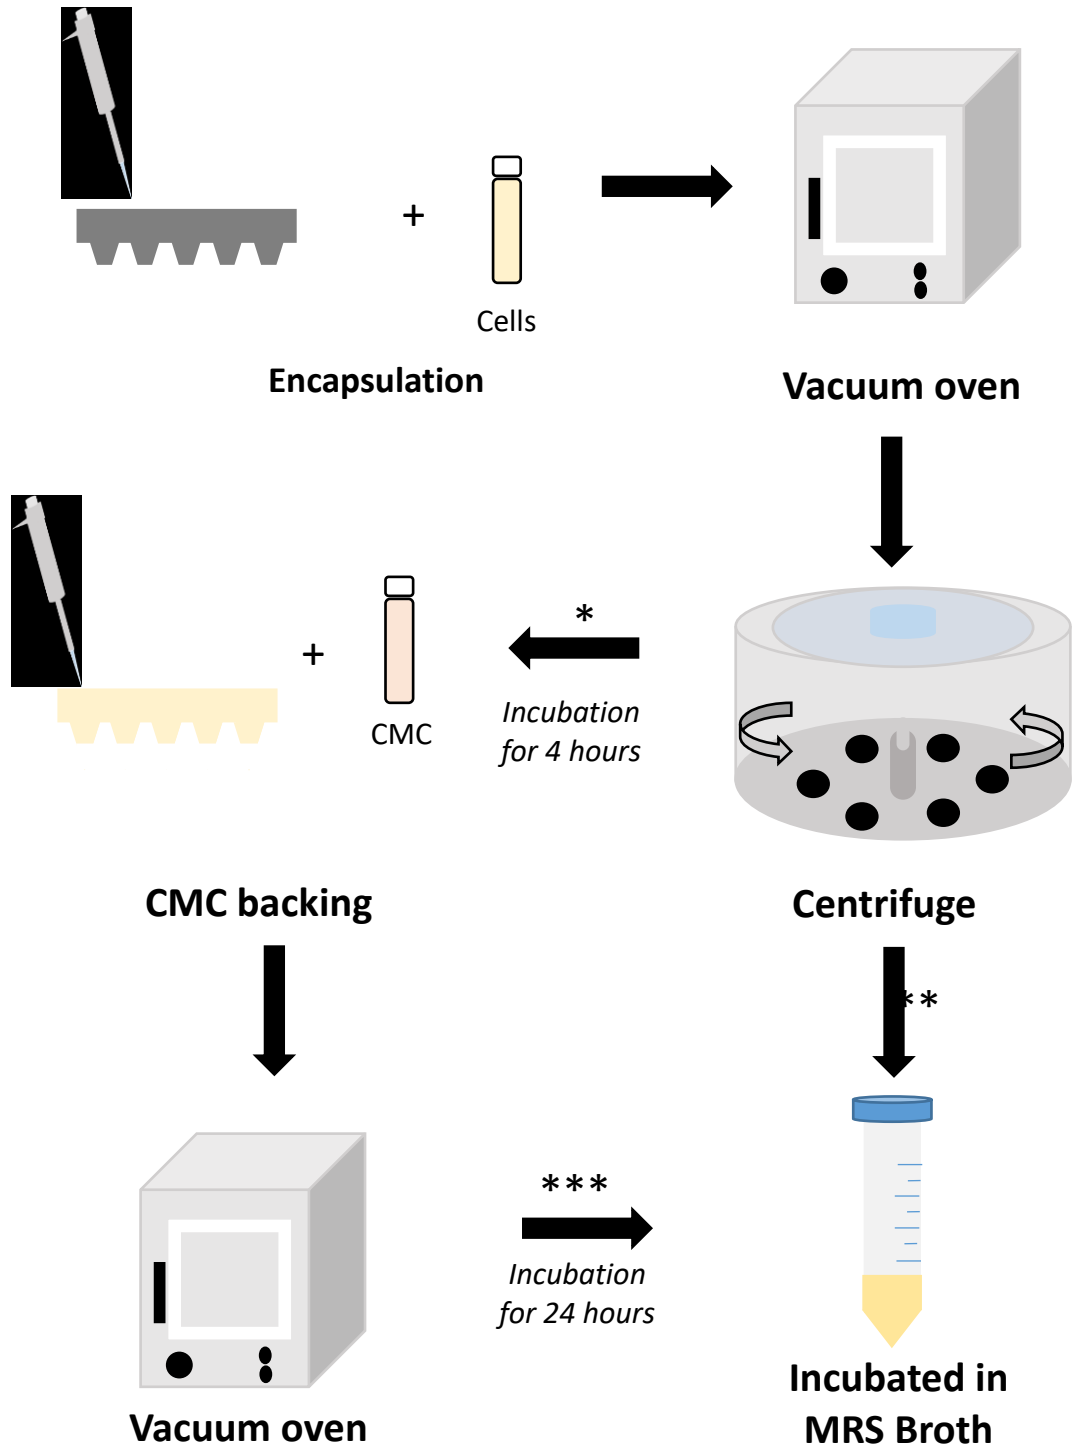 +
Cells
Encapsulation
Vacuum oven
+
CMC
*
Incubation
for 4 hours
CMC backing
Centrifuge
**
***
Incubation
for 24 hours
Vacuum oven
Incubated in
MRS Broth